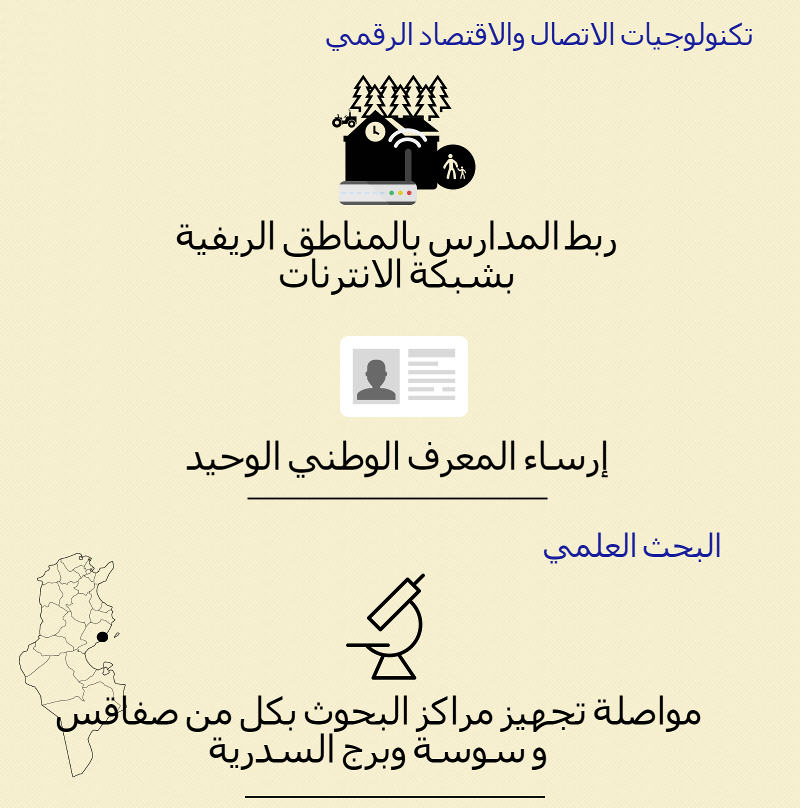 تكنولوجيات الاتصال والاقتصاد الرقمي
ربط المدارس بالمناطق الريفية
بشبكة الانترنات
إرساء المعرف الوطني الوحيد
البحث العلمي
مواصلة تجهيز مراكز البحوث بكل من صفاقس
و سوسة وبرج السدرية